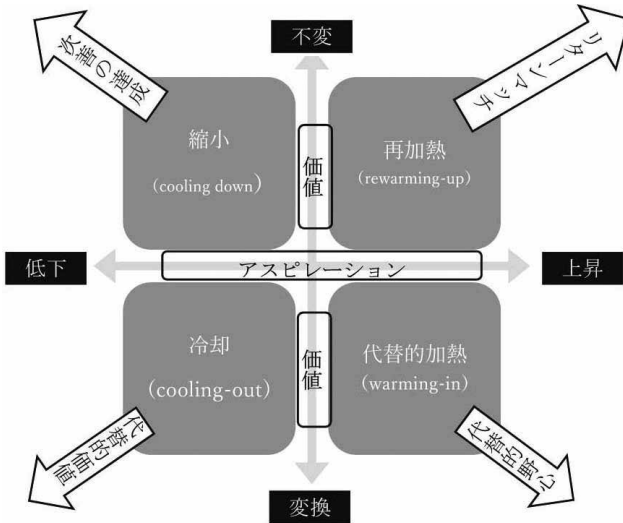 不変
次善の達成
リターンマッチ
縮小
(cooling down)
価値
再加熱
(rewarming-up)
低下
アスピレーション
上昇
冷却
(cooling-out)
価値
代替的加熱
(warming-in)
代替的価値
代替的野心
変換